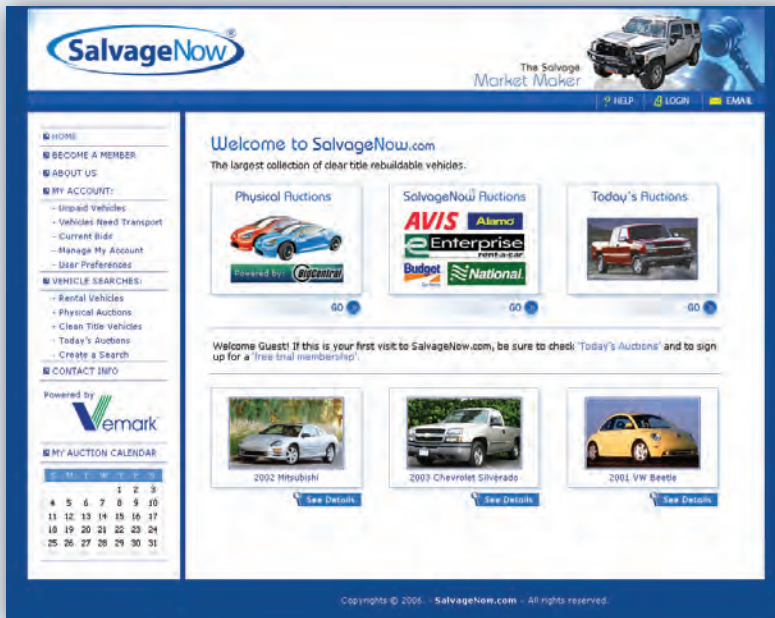 SalvageNow®
The Salvage
Market Maker
? HELP
LOGIN
EMAIL
HOME
BECOME A MEMBER
ABOUT US
MY ACCOUNT:
- Unpaid Vehicles
- Vehicles Need Transport
- Current Bids
- Manage My Account
- User Preferences
VEHICLE SEARCHES:
- Rental Vehicles
- Physical Auctions
- Clean Title Vehicles
- Today's Auctions
- Create a Search
CONTACT INFO
Powered by
Vemark
MY AUCTION CALENDAR
S M T W T F S
1 2 3
4 5 6 7 8 9 10
11 12 13 14 15 16 17
18 19 20 21 22 23 24
25 26 27 28 29 30 31
Welcome to SalvageNow.com
The largest collection of clear title rebuildable vehicles.
Physical Auctions
Powered by: BidCentral
GO
SalvageNow Auctions
AVIS Alamo
e Enterprise
rent-a-car
Budget National
GO
Today's Auctions
GO
Welcome Guest! If this is your first visit to SalvageNow.com, be sure to check 'Today's Auctions' and to sign
up for a 'free trial membership'.
2002 Mitsubishi
See Details
2003 Chevrolet Silverado
See Details
2001 VW Beetle
See Details
Copyrights © 2006. - SalvageNow.com - All rights reserved.